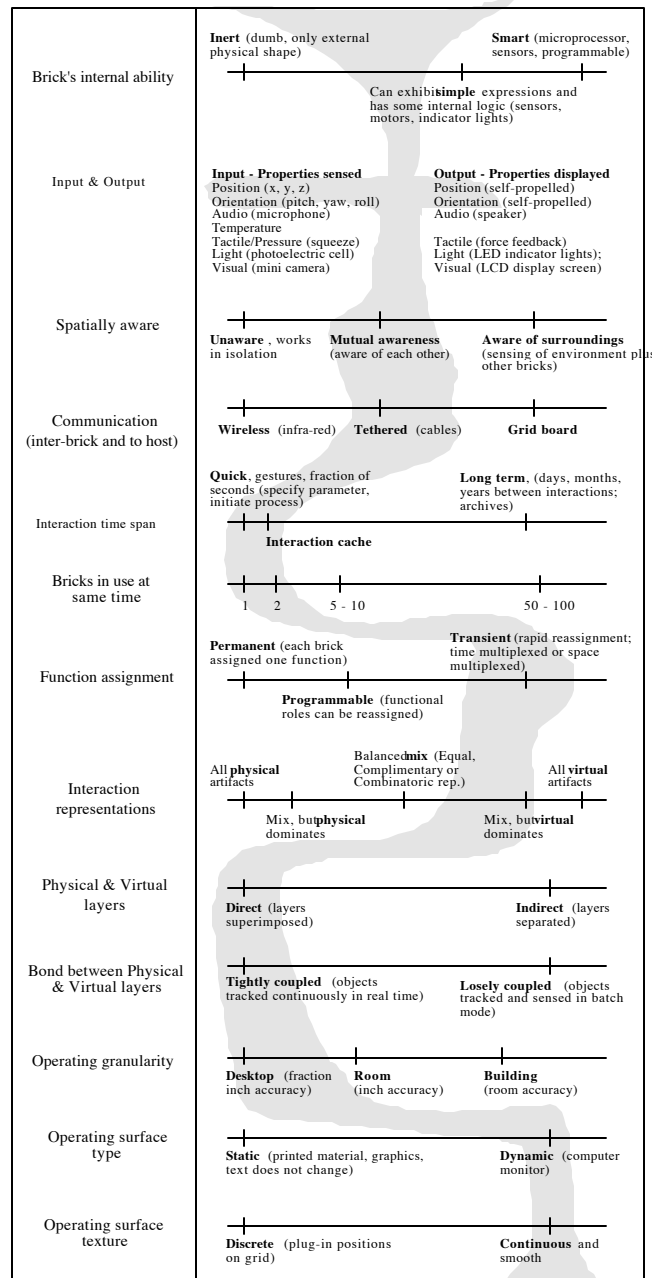 Inert (dumb, only external
physical shape)
Smart (microprocessor,
sensors, programmable)
Brick's internal ability
Can exhibit simple expressions and
has some internal logic (sensors,
motors, indicator lights)
Input & Output
Input - Properties sensed
Position (x, y, z)
Orientation (pitch, yaw, roll)
Audio (microphone)
Temperature
Tactile/Pressure (squeeze)
Light (photoelectric cell)
Visual (mini camera)
Output - Properties displayed
Position (self-propelled)
Orientation (self-propelled)
Audio (speaker)
Tactile (force feedback)
Light (LED indicator lights);
Visual (LCD display screen)
Spatially aware
Unaware , works
in isolation
Mutual awareness
(aware of each other)
Aware of surroundings
(sensing of environment plus
other bricks)
Communication
(inter-brick and to host)
Wireless (infra-red)
Tethered (cables)
Grid board
Quick, gestures, fraction of
seconds (specify parameter,
initiate process)
Long term, (days, months,
years between interactions;
archives)
Interaction time span
Interaction cache
Bricks in use at
same time
1
2
5 - 10
50 - 100
Permanent (each brick
assigned one function)
Transient (rapid reassignment;
time multiplexed or space
multiplexed)
Function assignment
Programmable (functional
roles can be reassigned)
All physical
artifacts
Balanced mix (Equal,
Complimentary or
Combinatoric rep.)
All virtual
artifacts
Interaction
representations
Mix, but physical
dominates
Mix, but virtual
dominates
Physical & Virtual
layers
Direct (layers
superimposed)
Indirect (layers
separated)
Bond between Physical
& Virtual layers
Tightly coupled (objects
tracked continuously in real time)
Losely coupled (objects
tracked and sensed in batch
mode)
Operating granularity
Desktop (fraction
inch accuracy)
Room
(inch accuracy)
Building
(room accuracy)
Operating surface
type
Static (printed material, graphics,
text does not change)
Dynamic (computer
monitor)
Operating surface
texture
Discrete (plug-in positions
on grid)
Continuous and
smooth